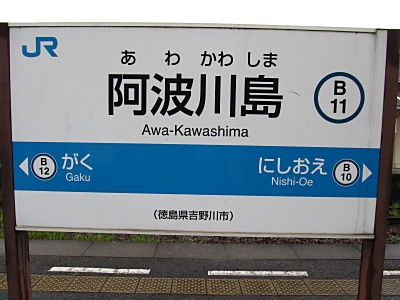 JR
あ わ かわ しま
阿波川島
Awa-Kawashima
B
11
B
12
がく
Gaku
にしおえ
Nishi-Oe
B
10
(徳島県吉野川市)